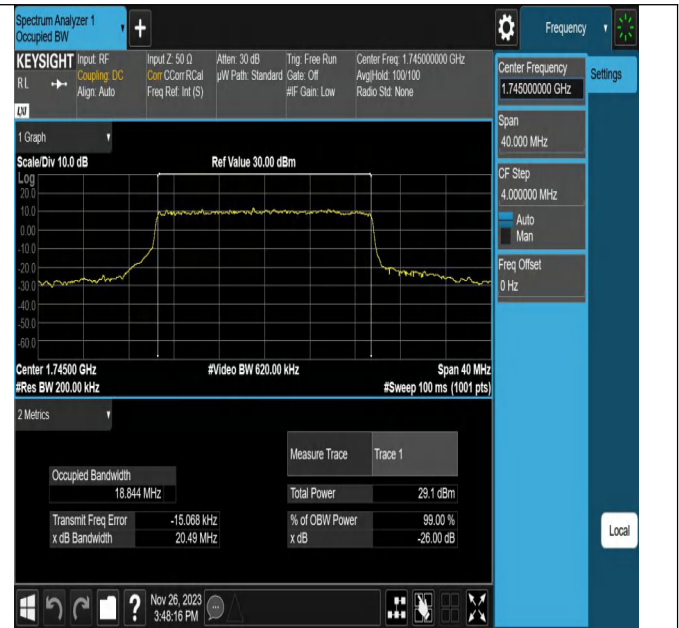 Spectrum Analyzer 1
Occupied BW
+
Frequency
KEYSIGHT
RL
LXI
Input: RF
Coupling: DC
Align: Auto
Input Z: 50 Ω
Corr CCorr RCal
Freq Ref: Int (S)
Atten: 30 dB
µW Path: Standard
Trig: Free Run
Gate: Off
#IF Gain: Low
Center Freq: 1.745000000 GHz
Avg|Hold: 100/100
Radio Std: None
Center Frequency
1.745000000 GHz
Settings
Span
40.000 MHz
CF Step
4.000000 MHz
Auto
Man
Freq Offset
0 Hz
Local
1 Graph
Scale/Div 10.0 dB
Ref Value 30.00 dBm
Log
20.0
10.0
0.00
-10.0
-20.0
-30.0
-40.0
-50.0
-60.0
Center 1.74500 GHz
#Video BW 620.00 kHz
Span 40 MHz
#Res BW 200.00 kHz
#Sweep 100 ms (1001 pts)
2 Metrics
Occupied Bandwidth
18.844 MHz
Transmit Freq Error -15.068 kHz
x dB Bandwidth 20.49 MHz
Measure Trace Trace 1
Total Power 29.1 dBm
% of OBW Power 99.00 %
x dB -26.00 dB
?
Nov 26, 2023
3:48:16 PM